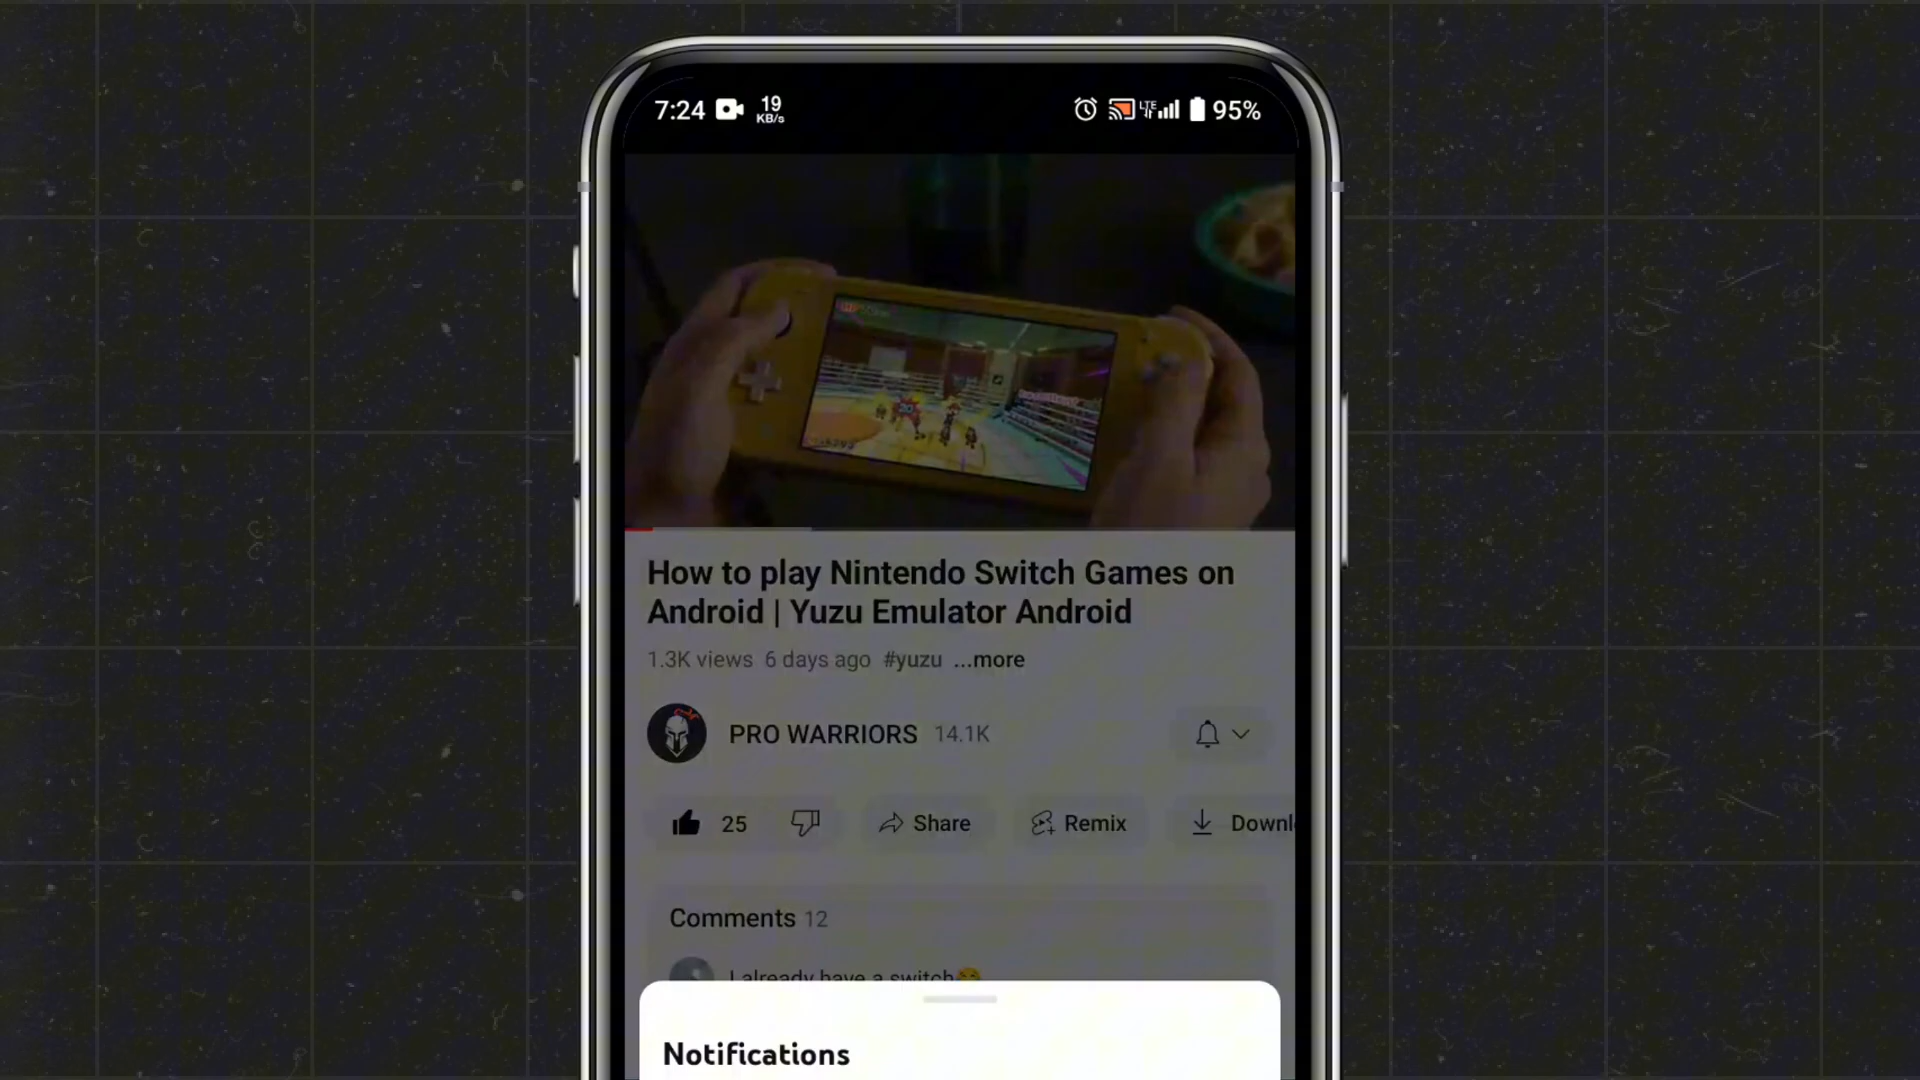 7:24 19 KB/s LTE 95%
How to play Nintendo Switch Games on
Android | Yuzu Emulator Android
1.3K views 6 days ago #yuzu ...more
PRO WARRIORS 14.1K
25 Share Remix Downl
Comments 12
I already have a switch
Notifications